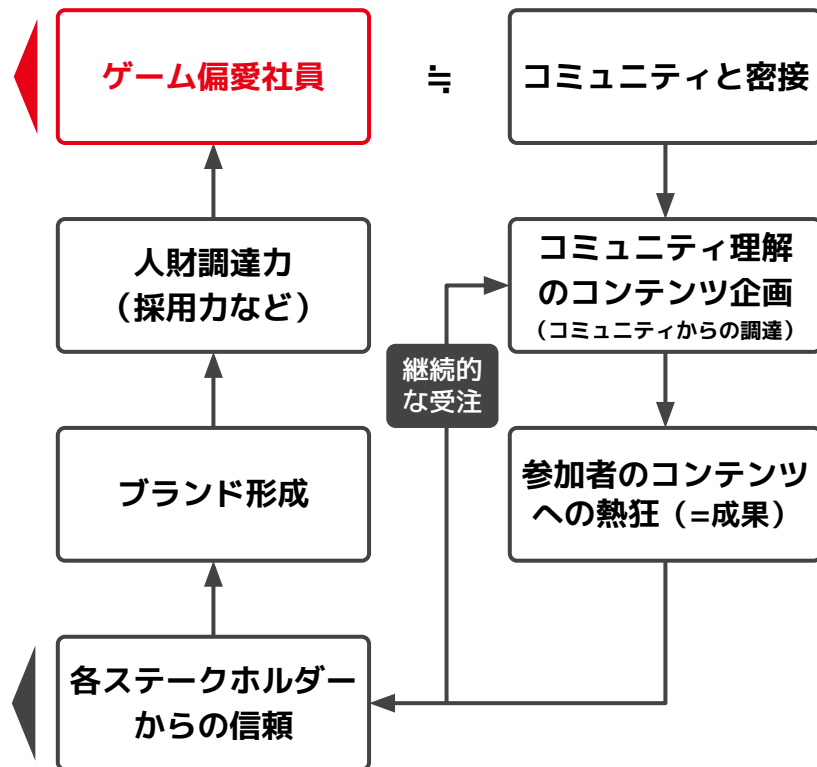 ゲーム偏愛社員
≒
コミュニティと密接
人財調達力
（採用力など）
コミュニティ理解
のコンテンツ企画
（コミュニティからの調達）
継続的
な受注
ブランド形成
参加者のコンテンツ
への熱狂（=成果）
各ステークホルダー
からの信頼